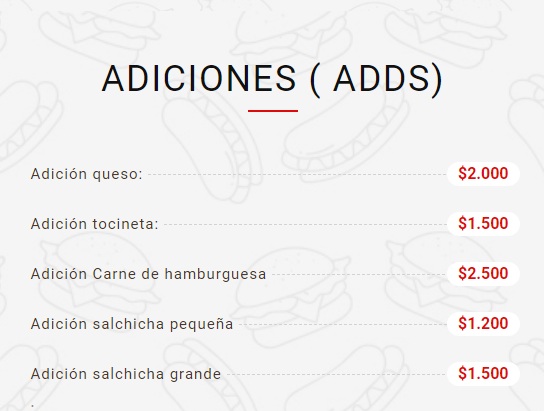 ADICIONES ( ADDS)
Adición queso: $2.000
Adición tocineta: $1.500
Adición Carne de hamburguesa $2.500
Adición salchicha pequeña $1.200
Adición salchicha grande $1.500
.